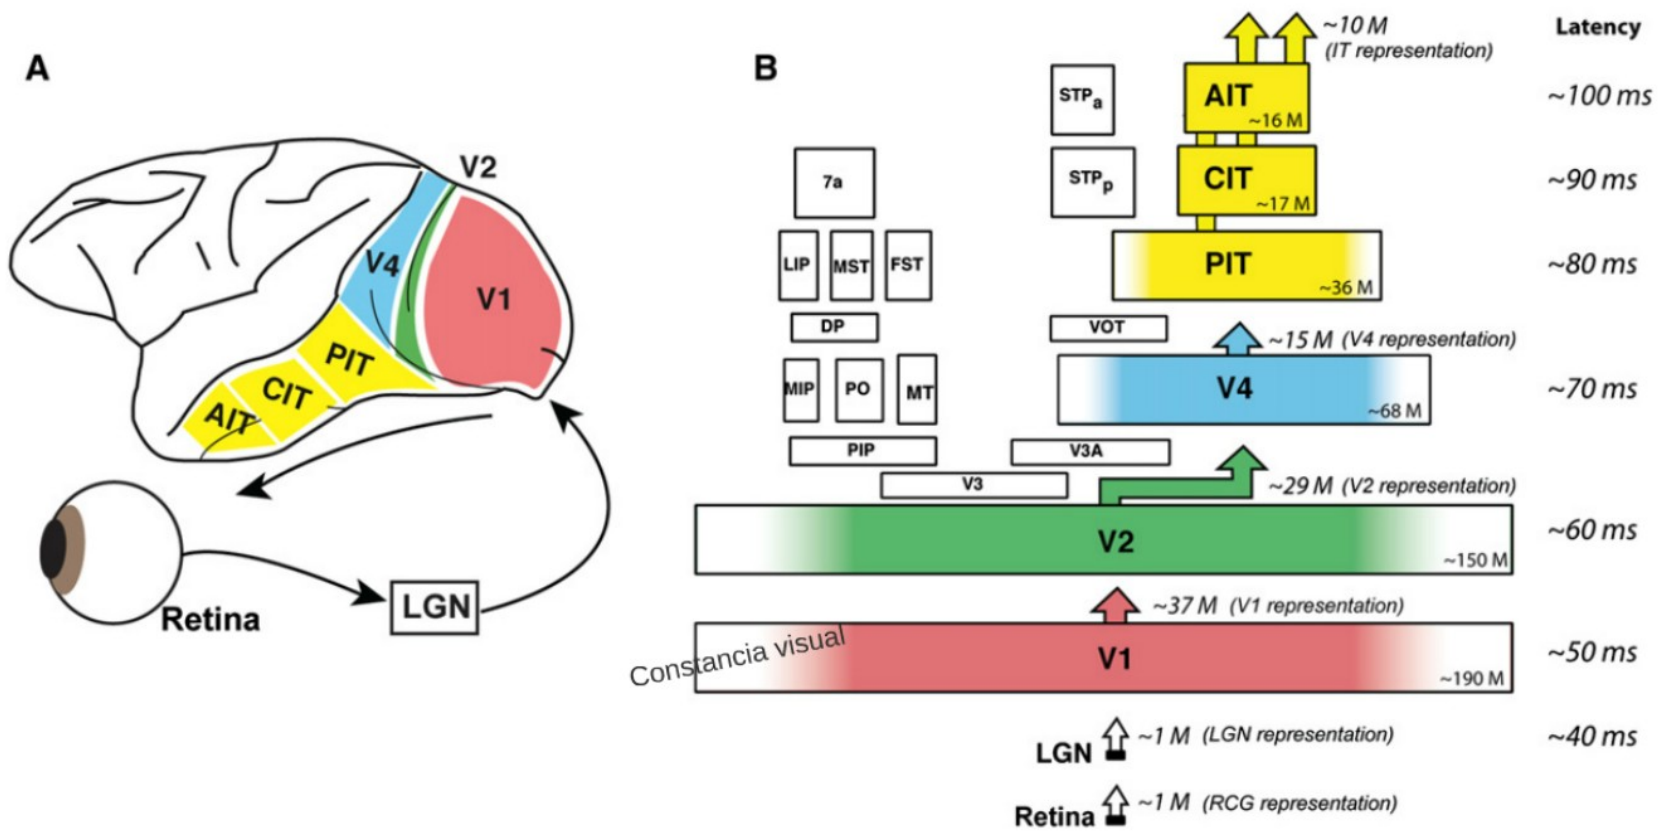 A
V2
V4
V1
PIT
CIT
AIT
Retina
LGN
B
~10 M
(IT representation)
Latency
STPa
AIT
~16 M
~100 ms
7a
STPp
CIT
~17 M
~90 ms
LIP
MST
FST
PIT
~36 M
~80 ms
DP
VOT
~15 M (V4 representation)
MIP
PO
MT
V4
~68 M
~70 ms
PIP
V3A
V3
~29 M (V2 representation)
V2
~150 M
~60 ms
~37 M (V1 representation)
Constancia visual
V1
~190 M
~50 ms
LGN
~1 M (LGN representation)
~40 ms
Retina
~1 M (RCG representation)